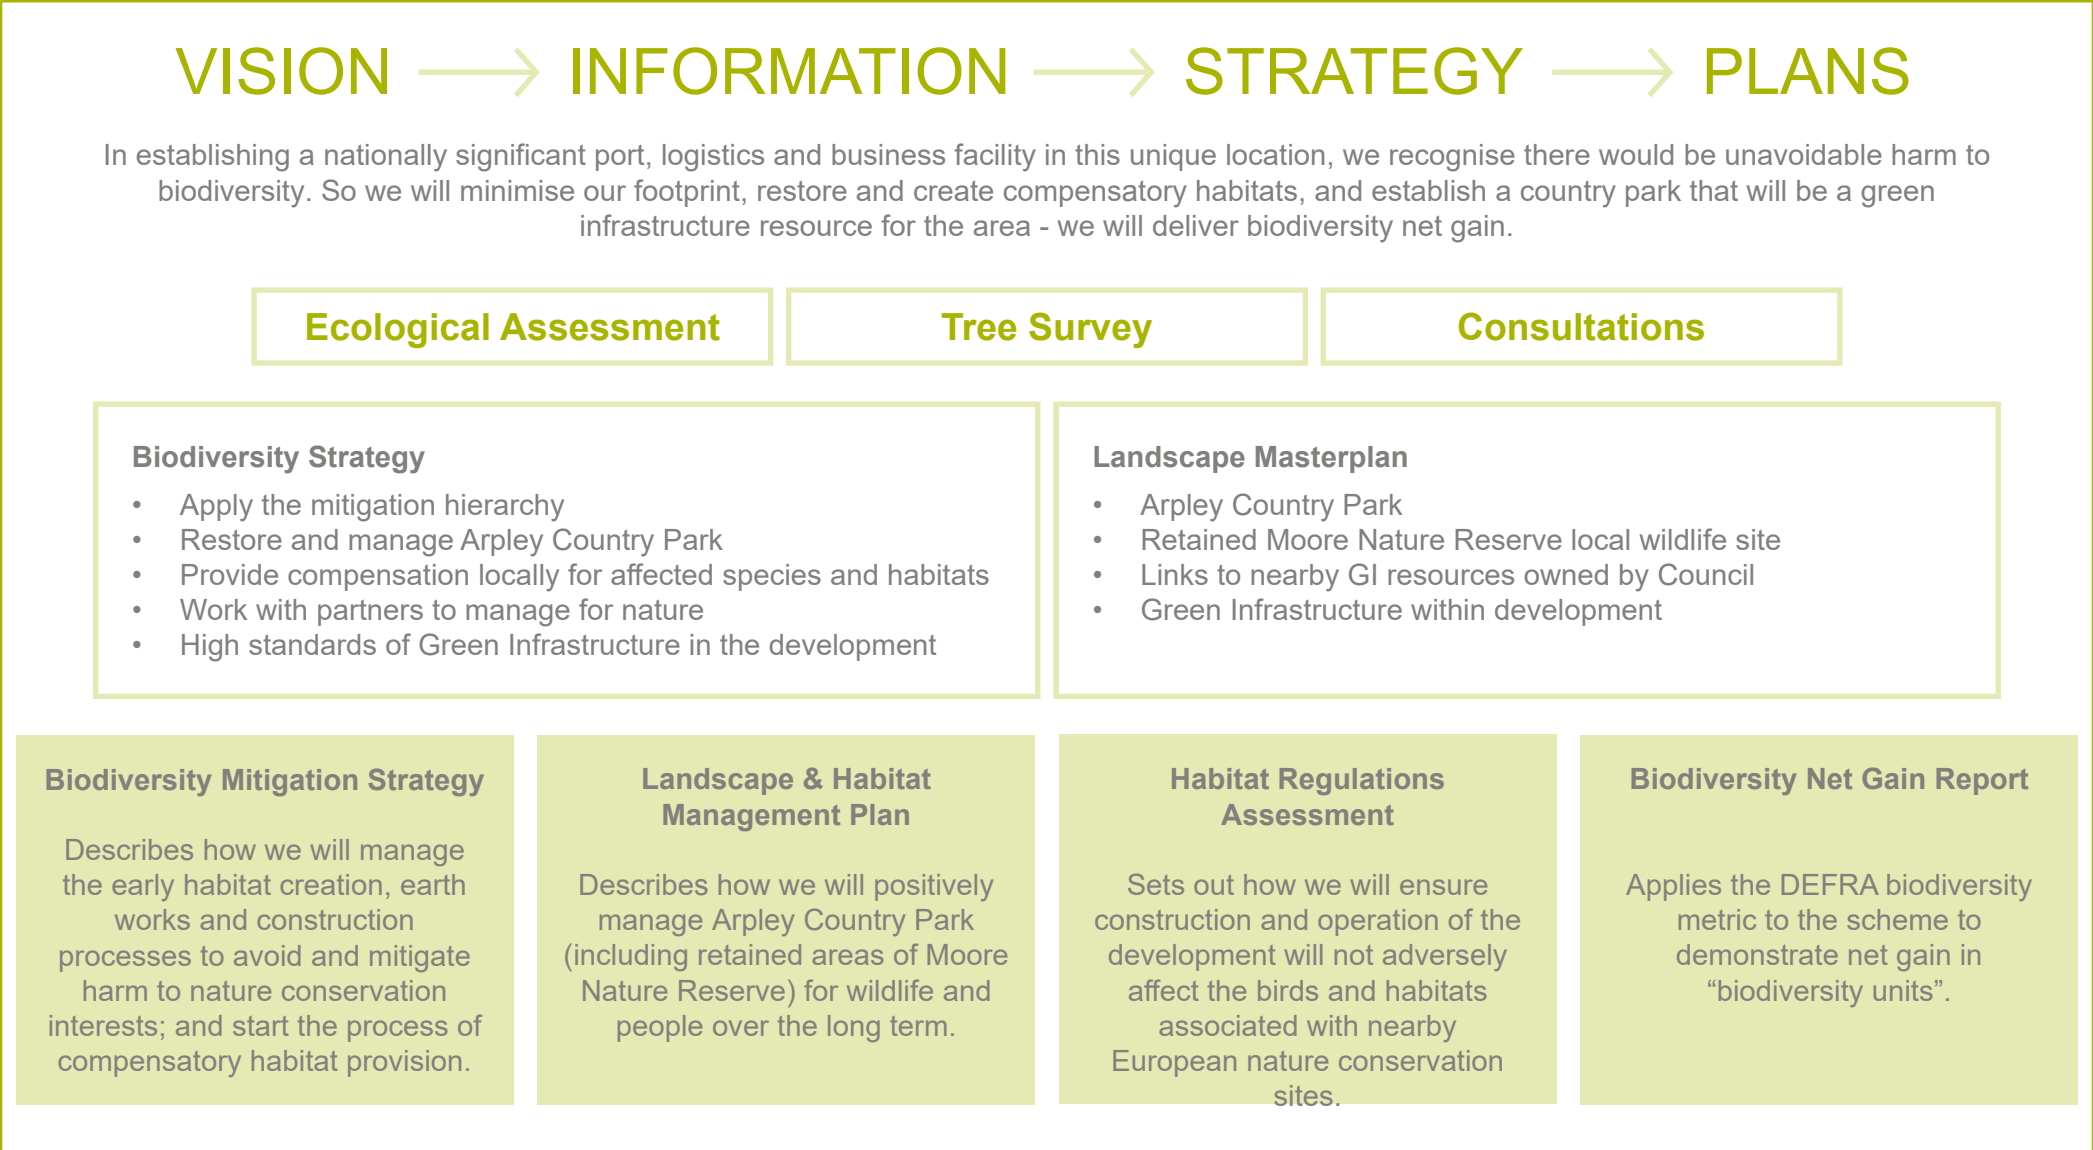 VISION → INFORMATION → STRATEGY → PLANS
In establishing a nationally significant port, logistics and business facility in this unique location, we recognise there would be unavoidable harm to
biodiversity. So we will minimise our footprint, restore and create compensatory habitats, and establish a country park that will be a green
infrastructure resource for the area - we will deliver biodiversity net gain.
Ecological Assessment
Tree Survey
Consultations
Biodiversity Strategy
• Apply the mitigation hierarchy
• Restore and manage Arpley Country Park
• Provide compensation locally for affected species and habitats
• Work with partners to manage for nature
• High standards of Green Infrastructure in the development
Landscape Masterplan
• Arpley Country Park
• Retained Moore Nature Reserve local wildlife site
• Links to nearby GI resources owned by Council
• Green Infrastructure within development
Biodiversity Mitigation Strategy
Describes how we will manage
the early habitat creation, earth
works and construction
processes to avoid and mitigate
harm to nature conservation
interests; and start the process of
compensatory habitat provision.
Landscape & Habitat
Management Plan
Describes how we will positively
manage Arpley Country Park
(including retained areas of Moore
Nature Reserve) for wildlife and
people over the long term.
Habitat Regulations
Assessment
Sets out how we will ensure
construction and operation of the
development will not adversely
affect the birds and habitats
associated with nearby
European nature conservation
sites.
Biodiversity Net Gain Report
Applies the DEFRA biodiversity
metric to the scheme to
demonstrate net gain in
“biodiversity units”.